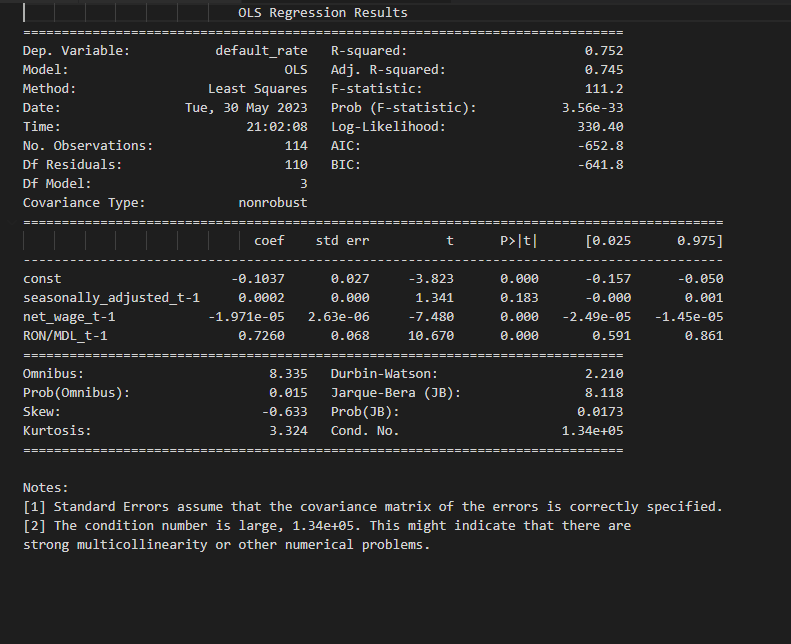 OLS Regression Results
==============================================================================
Dep. Variable:           default_rate   R-squared:                       0.752
Model:                            OLS   Adj. R-squared:                  0.745
Method:                 Least Squares   F-statistic:                     111.2
Date:                Tue, 30 May 2023   Prob (F-statistic):           3.56e-33
Time:                        21:02:08   Log-Likelihood:                 330.40
No. Observations:                 114   AIC:                            -652.8
Df Residuals:                     110   BIC:                            -641.8
Df Model:                           3
Covariance Type:            nonrobust
===========================================================================================
                              coef    std err          t      P>|t|      [0.025      0.975]
-------------------------------------------------------------------------------------------
const                      -0.1037      0.027     -3.823      0.000      -0.157      -0.050
seasonally_adjusted_t-1     0.0002      0.000      1.341      0.183      -0.000       0.001
net_wage_t-1            -1.971e-05   2.63e-06     -7.480      0.000   -2.49e-05   -1.45e-05
RON/MDL_t-1                 0.7260      0.068     10.670      0.000       0.591       0.861
==============================================================================
Omnibus:                        8.335   Durbin-Watson:                   2.210
Prob(Omnibus):                  0.015   Jarque-Bera (JB):                8.118
Skew:                          -0.633   Prob(JB):                       0.0173
Kurtosis:                       3.324   Cond. No.                     1.34e+05
==============================================================================
Notes:
[1] Standard Errors assume that the covariance matrix of the errors is correctly specified.
[2] The condition number is large, 1.34e+05. This might indicate that there are
strong multicollinearity or other numerical problems.